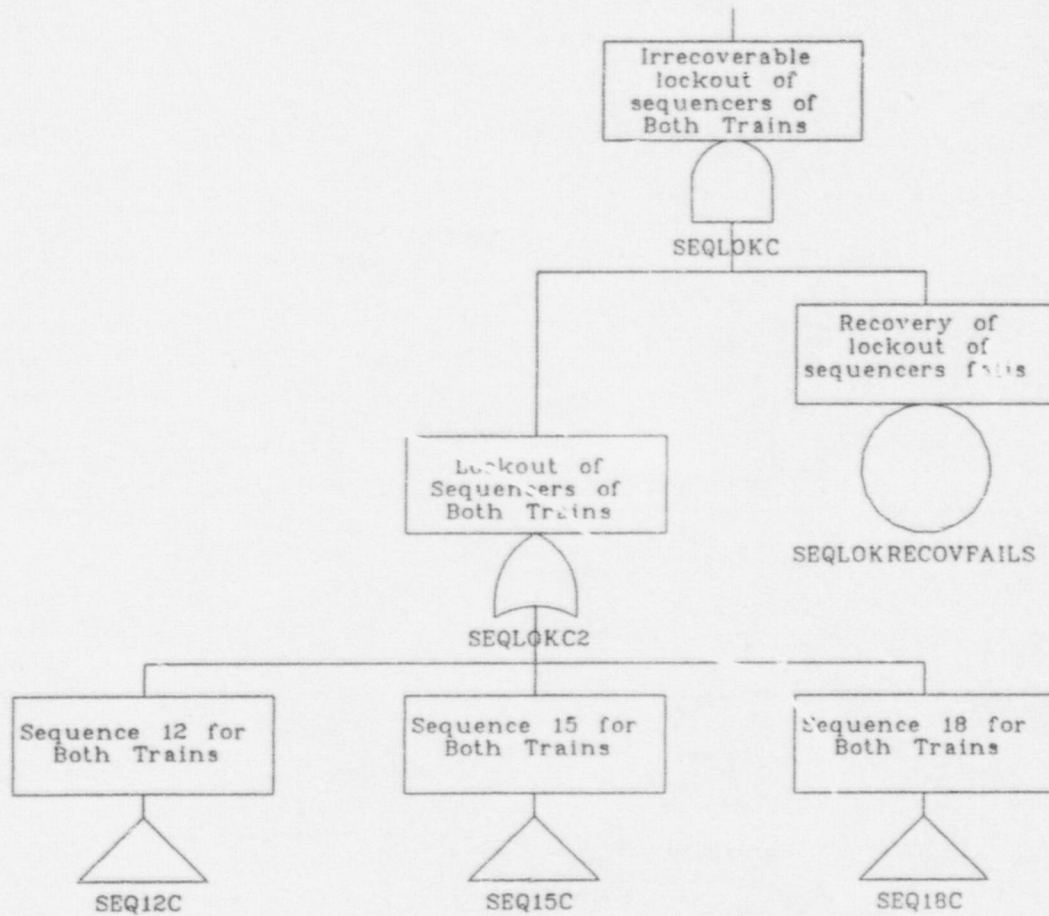 Irrecoverable
lockout of
sequencers of
Both Trains
SEQLOKC
Recovery of
lockout of
sequencers fails
Lockout of
Sequencers of
Both Trains
SEQLOKRECOVFAILS
SEQLOKC2
Sequence 12 for
Both Trains
Sequence 15 for
Both Trains
Sequence 18 for
Both Trains
SEQ12C
SEQ15C
SEQ18C